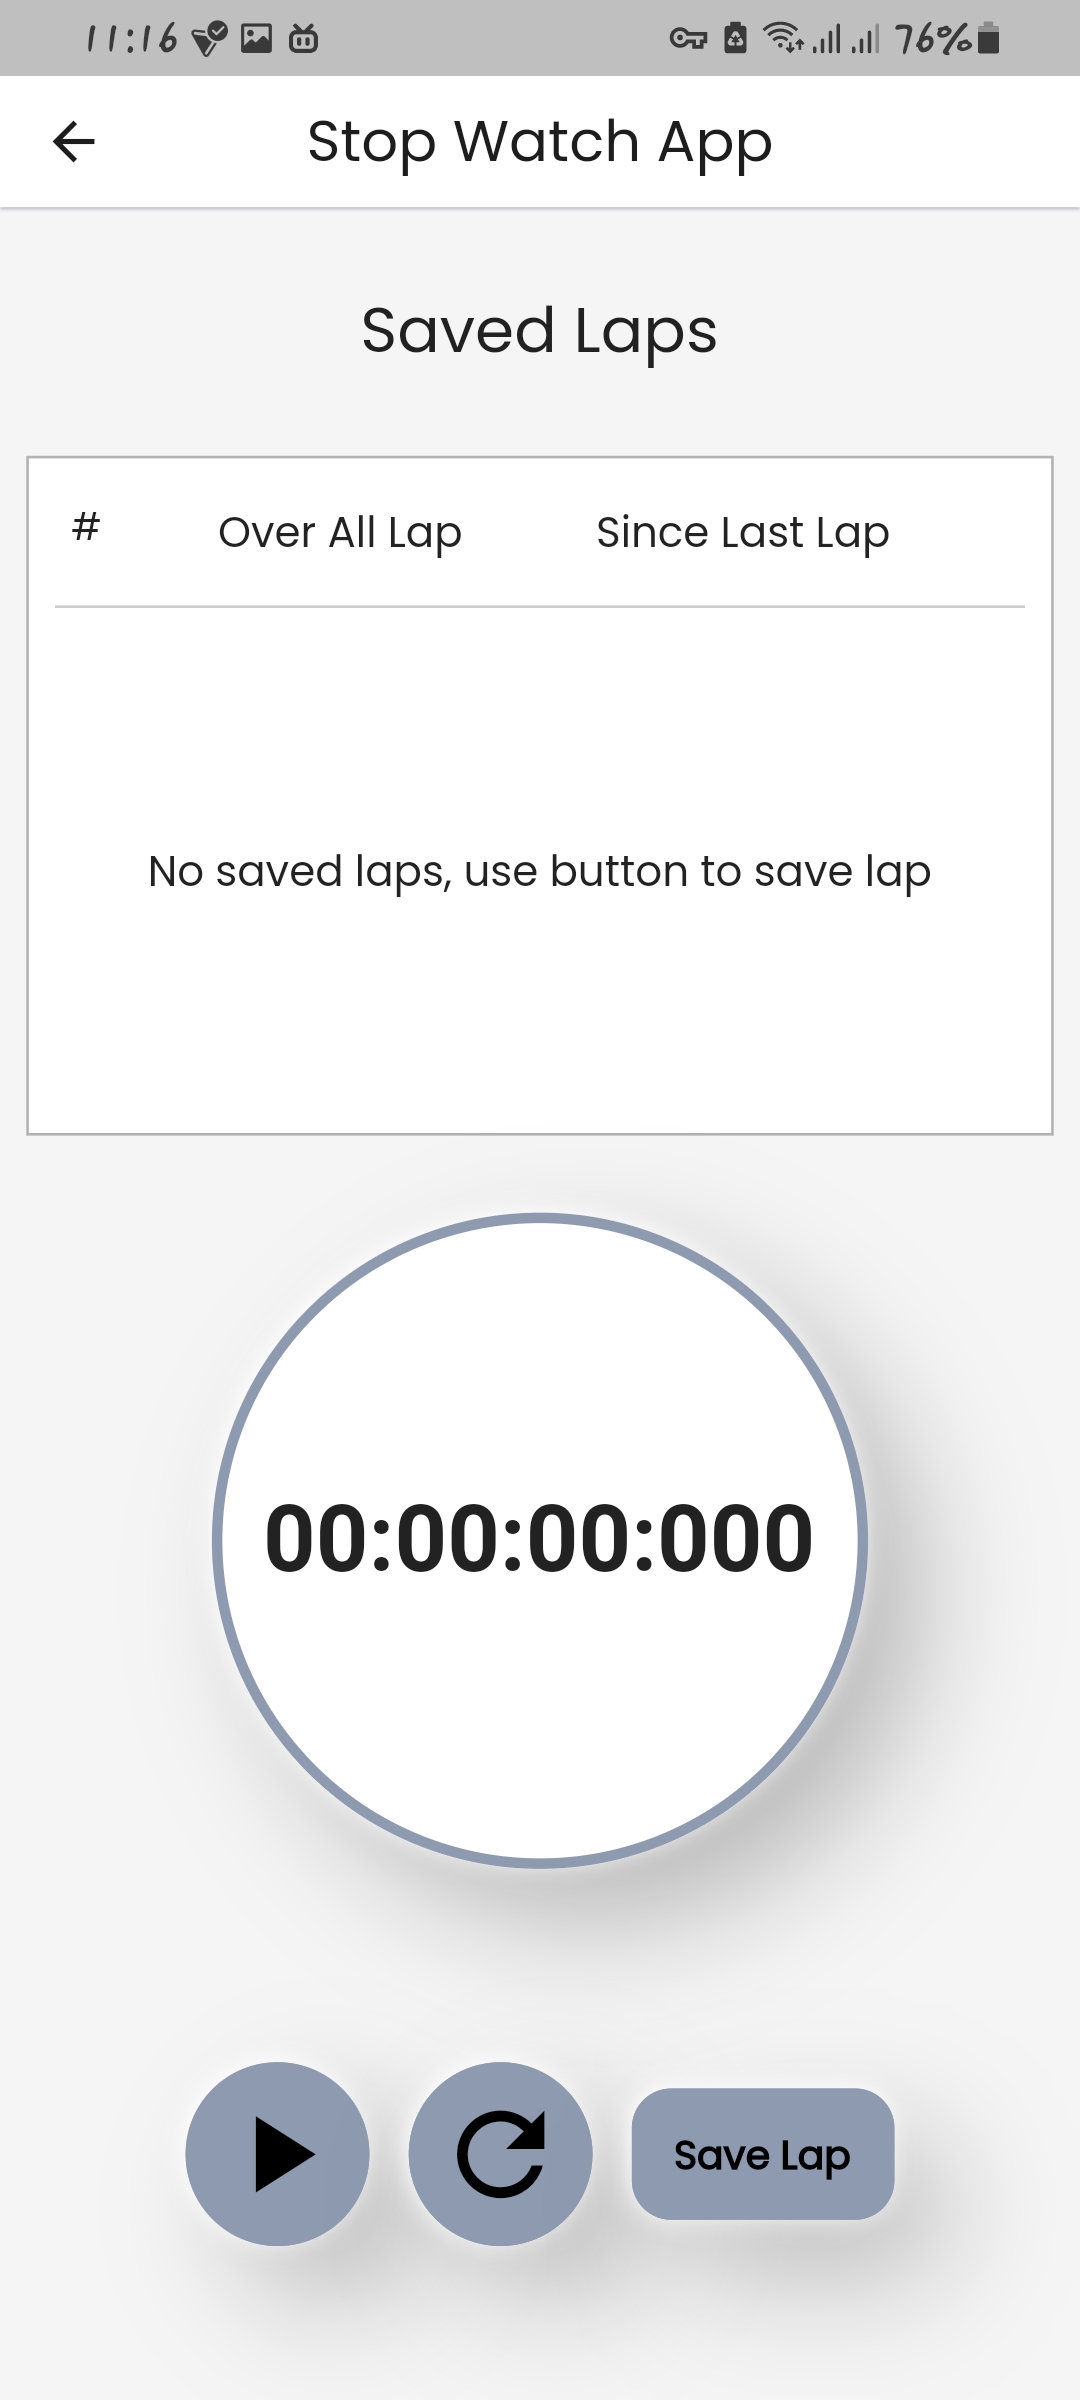 11:16 76%
Stop Watch App
Saved Laps
# Over All Lap Since Last Lap
No saved laps, use button to save lap
00:00:00:000
Save Lap